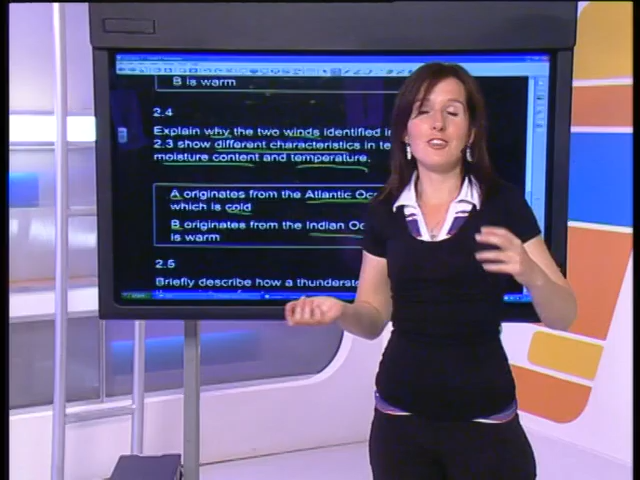 B is warm
2.4
Explain why the two winds identified in
2.3 show different characteristics in te
moisture content and temperature.
A originates from the Atlantic Oc
which is cold
B originates from the Indian Oc
is warm
2.5
Briefly describe how a thunderst